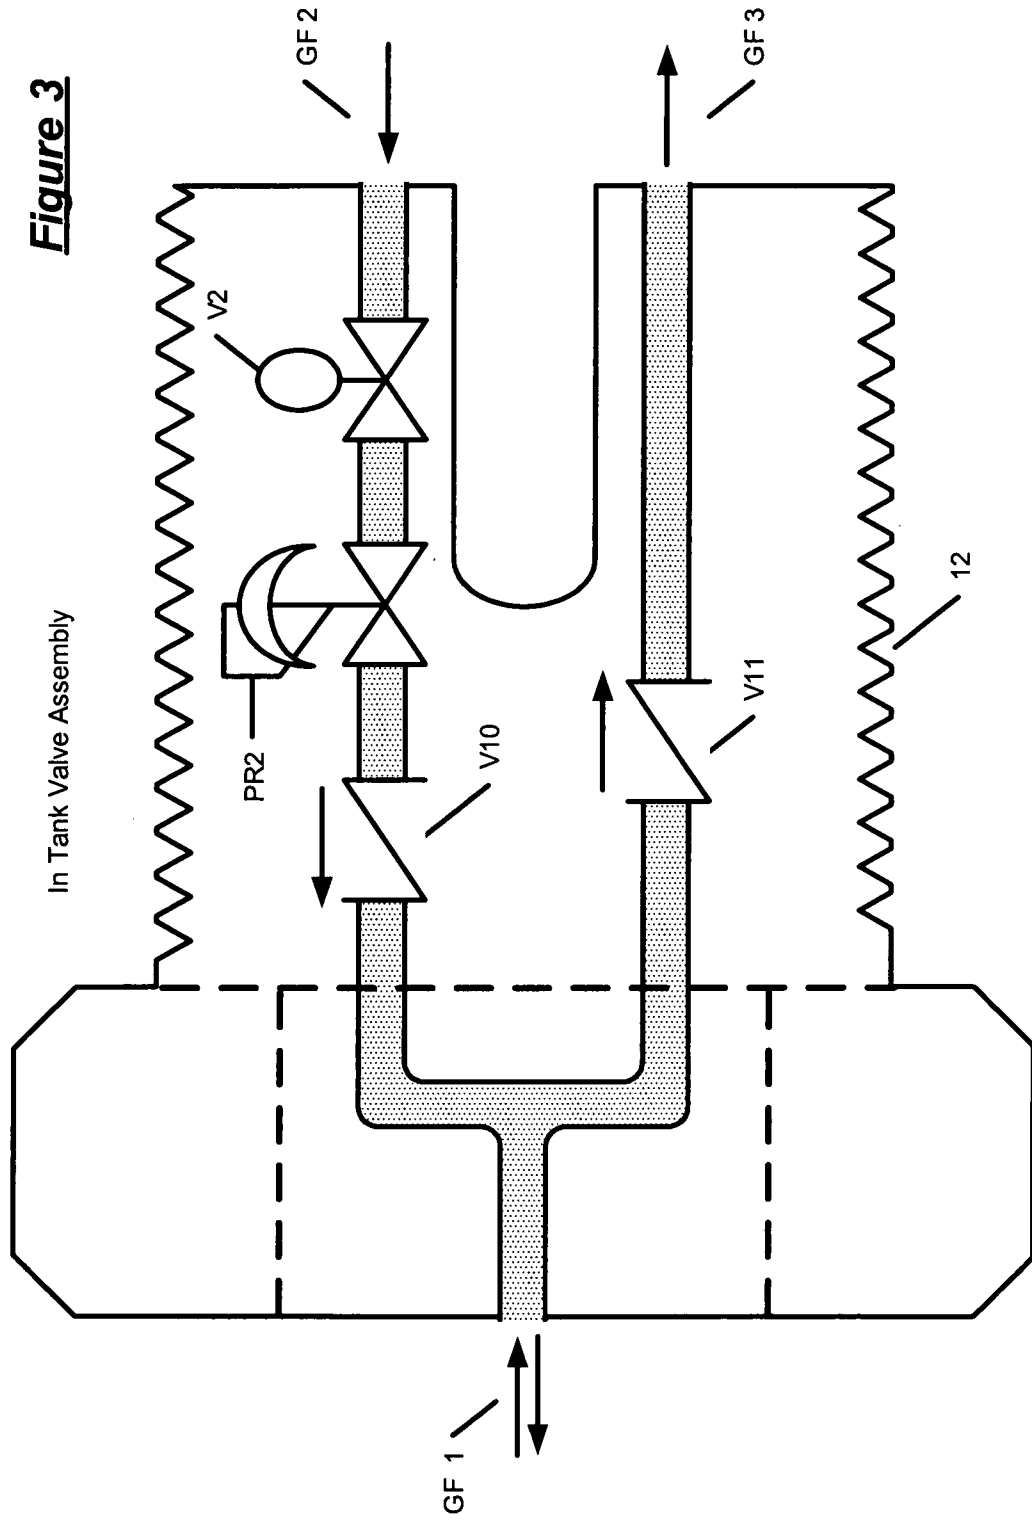 Figure 3
In Tank Valve Assembly
GF 2
GF 3
V2
PR2
V10
V11
12
GF 1